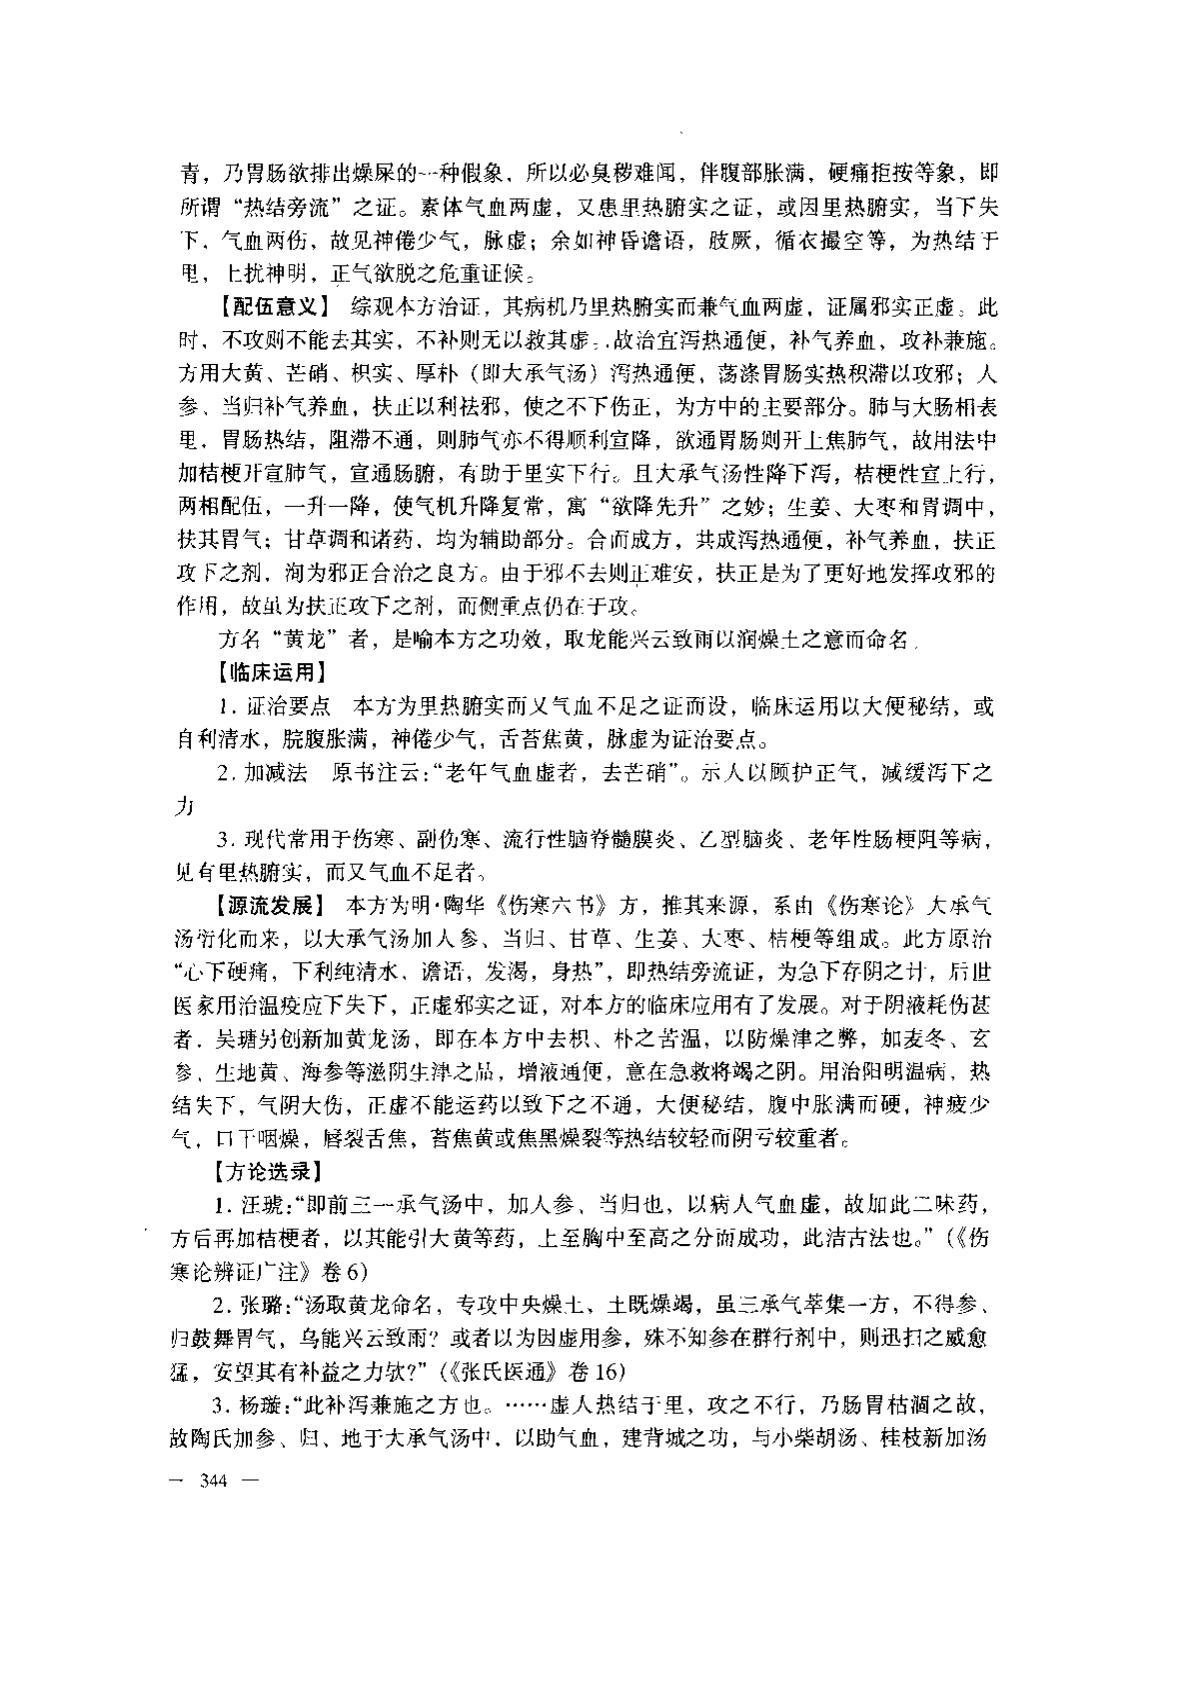 青，乃胃肠欲排出燥屎的一种假象，所以必臭秽难闻，伴腹部胀满，硬痛拒按等象，即
所谓“热结旁流”之证。素体气血两虚，又患里热腑实之证，或因里热腑实，当下失
下，气血两伤，故见神倦少气，脉虚；余如神昏谵语，肢厥，循衣撮空等，为热结于
里，上扰神明，正气欲脱之危重证候。
【配伍意义】 综观本方治证，其病机乃里热腑实而兼气血两虚，证属邪实正虚。此
时，不攻则不能去其实，不补则无以救其虚，故治宜泻热通便，补气养血，攻补兼施。
方用大黄、芒硝、枳实、厚朴（即大承气汤）泻热通便，荡涤胃肠实热积滞以攻邪；人
参、当归补气养血，扶正以利祛邪，使之不下伤正，为方中的主要部分。肺与大肠相表
里，胃肠热结，阻滞不通，则肺气亦不得顺利宣降，欲通胃肠则开上焦肺气，故用法中
加桔梗开宣肺气，宣通肠腑，有助于里实下行。且大承气汤性降下泻，桔梗性宣上行，
两相配伍，一升一降，使气机升降复常，寓“欲降先升”之妙；生姜、大枣和胃调中，
扶其胃气；甘草调和诸药，均为辅助部分。合而成方，共成泻热通便，补气养血，扶正
攻下之剂，洵为邪正合治之良方。由于邪不去则正难安，扶正是为了更好地发挥攻邪的
作用，故虽为扶正攻下之剂，而侧重点仍在于攻。
方名“黄龙”者，是喻本方之功效，取龙能兴云致雨以润燥土之意而命名。
【临床运用】
1. 证治要点　本方为里热腑实而又气血不足之证而设，临床运用以大便秘结，或
自利清水，脘腹胀满，神倦少气，舌苔焦黄，脉虚为证治要点。
2. 加减法　原书注云：“老年气血虚者，去芒硝”。示人以顾护正气，减缓泻下之
力
3. 现代常用于伤寒、副伤寒、流行性脑脊髓膜炎、乙型脑炎、老年性肠梗阻等病，
见有里热腑实，而又气血不足者。
【源流发展】 本方为明·陶华《伤寒六书》方，推其来源，系由《伤寒论》大承气
汤衍化而来，以大承气汤加人参、当归、甘草、生姜、大枣、桔梗等组成。此方原治
“心下硬痛，下利纯清水，谵语，发渴，身热”，即热结旁流证，为急下存阴之计，后世
医家用治温疫应下失下，正虚邪实之证，对本方的临床应用有了发展。对于阴液耗伤甚
者，吴瑭另创新加黄龙汤，即在本方中去枳、朴之苦温，以防燥津之弊，加麦冬、玄
参、生地黄、海参等滋阴生津之品，增液通便，意在急救将竭之阴。用治阳明温病，热
结失下，气阴大伤，正虚不能运药以致下之不通，大便秘结，腹中胀满而硬，神疲少
气，口干咽燥，唇裂舌焦，苔焦黄或焦黑燥裂等热结较轻而阴亏较重者。
【方论选录】
1. 汪琥：“即前三一承气汤中，加人参、当归也，以病人气血虚，故加此二味药，
方后再加桔梗者，以其能引大黄等药，上至胸中至高之分而成功，此洁古法也。”（《伤
寒论辨证广注》卷 6）
2. 张璐：“汤取黄龙命名，专攻中央燥土，土既燥竭，虽三承气萃集一方，不得参、
归鼓舞胃气，乌能兴云致雨？或者以为因虚用参，殊不知参在群行剂中，则迅扫之威愈
猛，安望其有补益之力欤?”（《张氏医通》卷 16）
3. 杨璇：“此补泻兼施之方也。……虚人热结于里，攻之不行，乃肠胃枯涸之故，
故陶氏加参、归、地于大承气汤中，以助气血，建背城之功，与小柴胡汤、桂枝新加汤
— 344 —